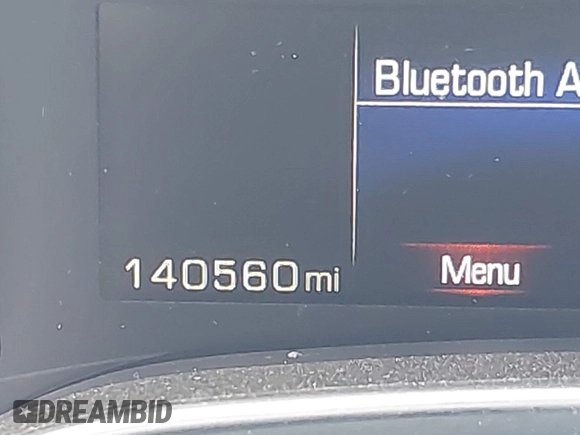 Bluetooth A
140560mi
Menu
DREAMBID